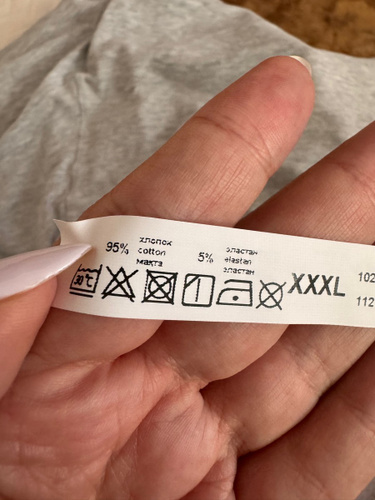 95% хлопок
cotton
мақта
5% эластан
elastan
эластан
30°C
XXXL
102
112